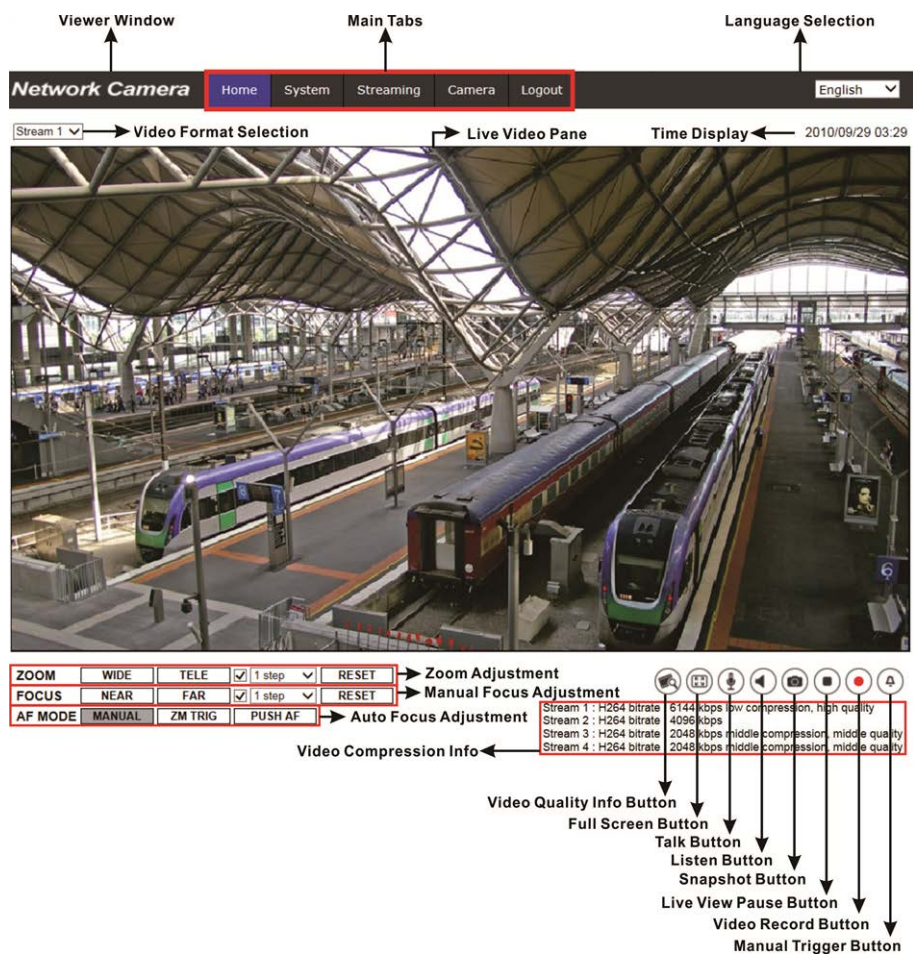 Viewer Window Main Tabs Language Selection
Network Camera Home System Streaming Camera Logout English
Stream 1 Video Format Selection Live Video Pane Time Display 2010/09/29 03:29
8 7
6
ZOOM WIDE TELE 1 step RESET Zoom Adjustment
FOCUS NEAR FAR 1 step RESET Manual Focus Adjustment
AF MODE MANUAL ZM TRIG PUSH AF Auto Focus Adjustment
Stream 1 : H264 bitrate 6144 kbps low compression, high quality
Stream 2 : H264 bitrate 4096 kbps
Stream 3 : H264 bitrate 2048 kbps middle compression, middle quality
Stream 4 : H264 bitrate 2048 kbps middle compression, middle quality
Video Compression Info
Video Quality Info Button
Full Screen Button
Talk Button
Listen Button
Snapshot Button
Live View Pause Button
Video Record Button
Manual Trigger Button